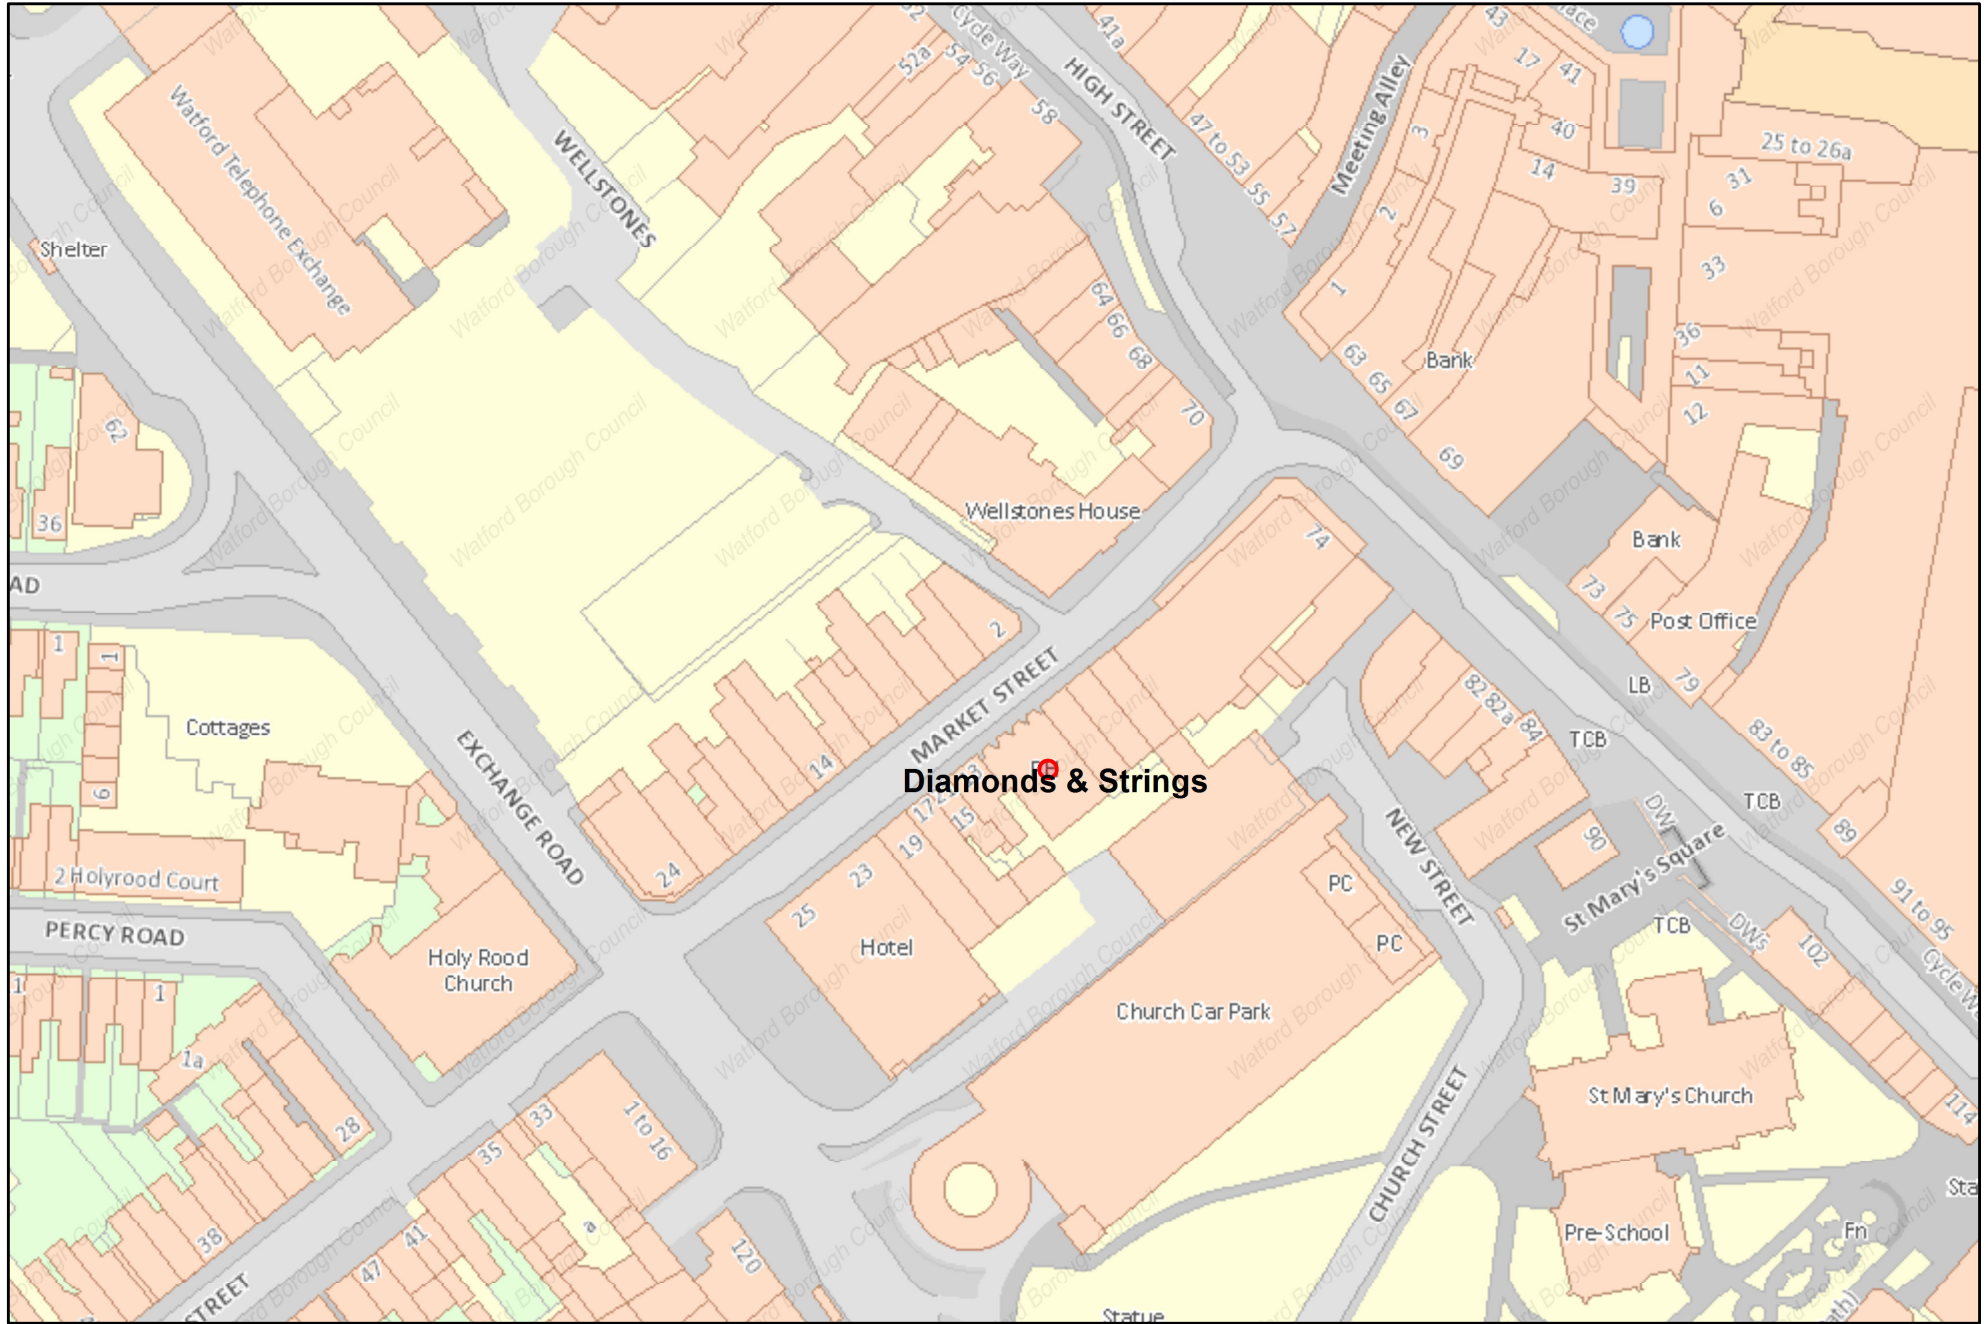 Cycle Way
HIGH STREET
41a
Meeting Alley
43
17
41
52a
54
56
58
47 to 53
55
57
3
40
14
39
25 to 26a
31
6
33
2
1
Watford Telephone Exchange
WELLSTONES
Shelter
64
66
68
70
63
65
67
69
Bank
36
11
12
62
36
Wellstones House
74
Bank
73
75
Post Office
79
LB
TCB
83 to 85
TCB
89
91 to 95
1
1
6
Cottages
2
MARKET STREET
14
24
EXCHANGE ROAD
82
82a
84
Diamonds & Strings
17
15
19
23
25
Hotel
NEW STREET
90
St Mary's Square
TCB
DWs
102
PC
PC
2 Holyrood Court
PERCY ROAD
Holy Rood
Church
Church Car Park
1
1
1a
28
38
33
35
1 to 16
41
47
a
120
CHURCH STREET
St Mary's Church
114
Pre-School
Fn
Statue
STREET
Watford Borough Council